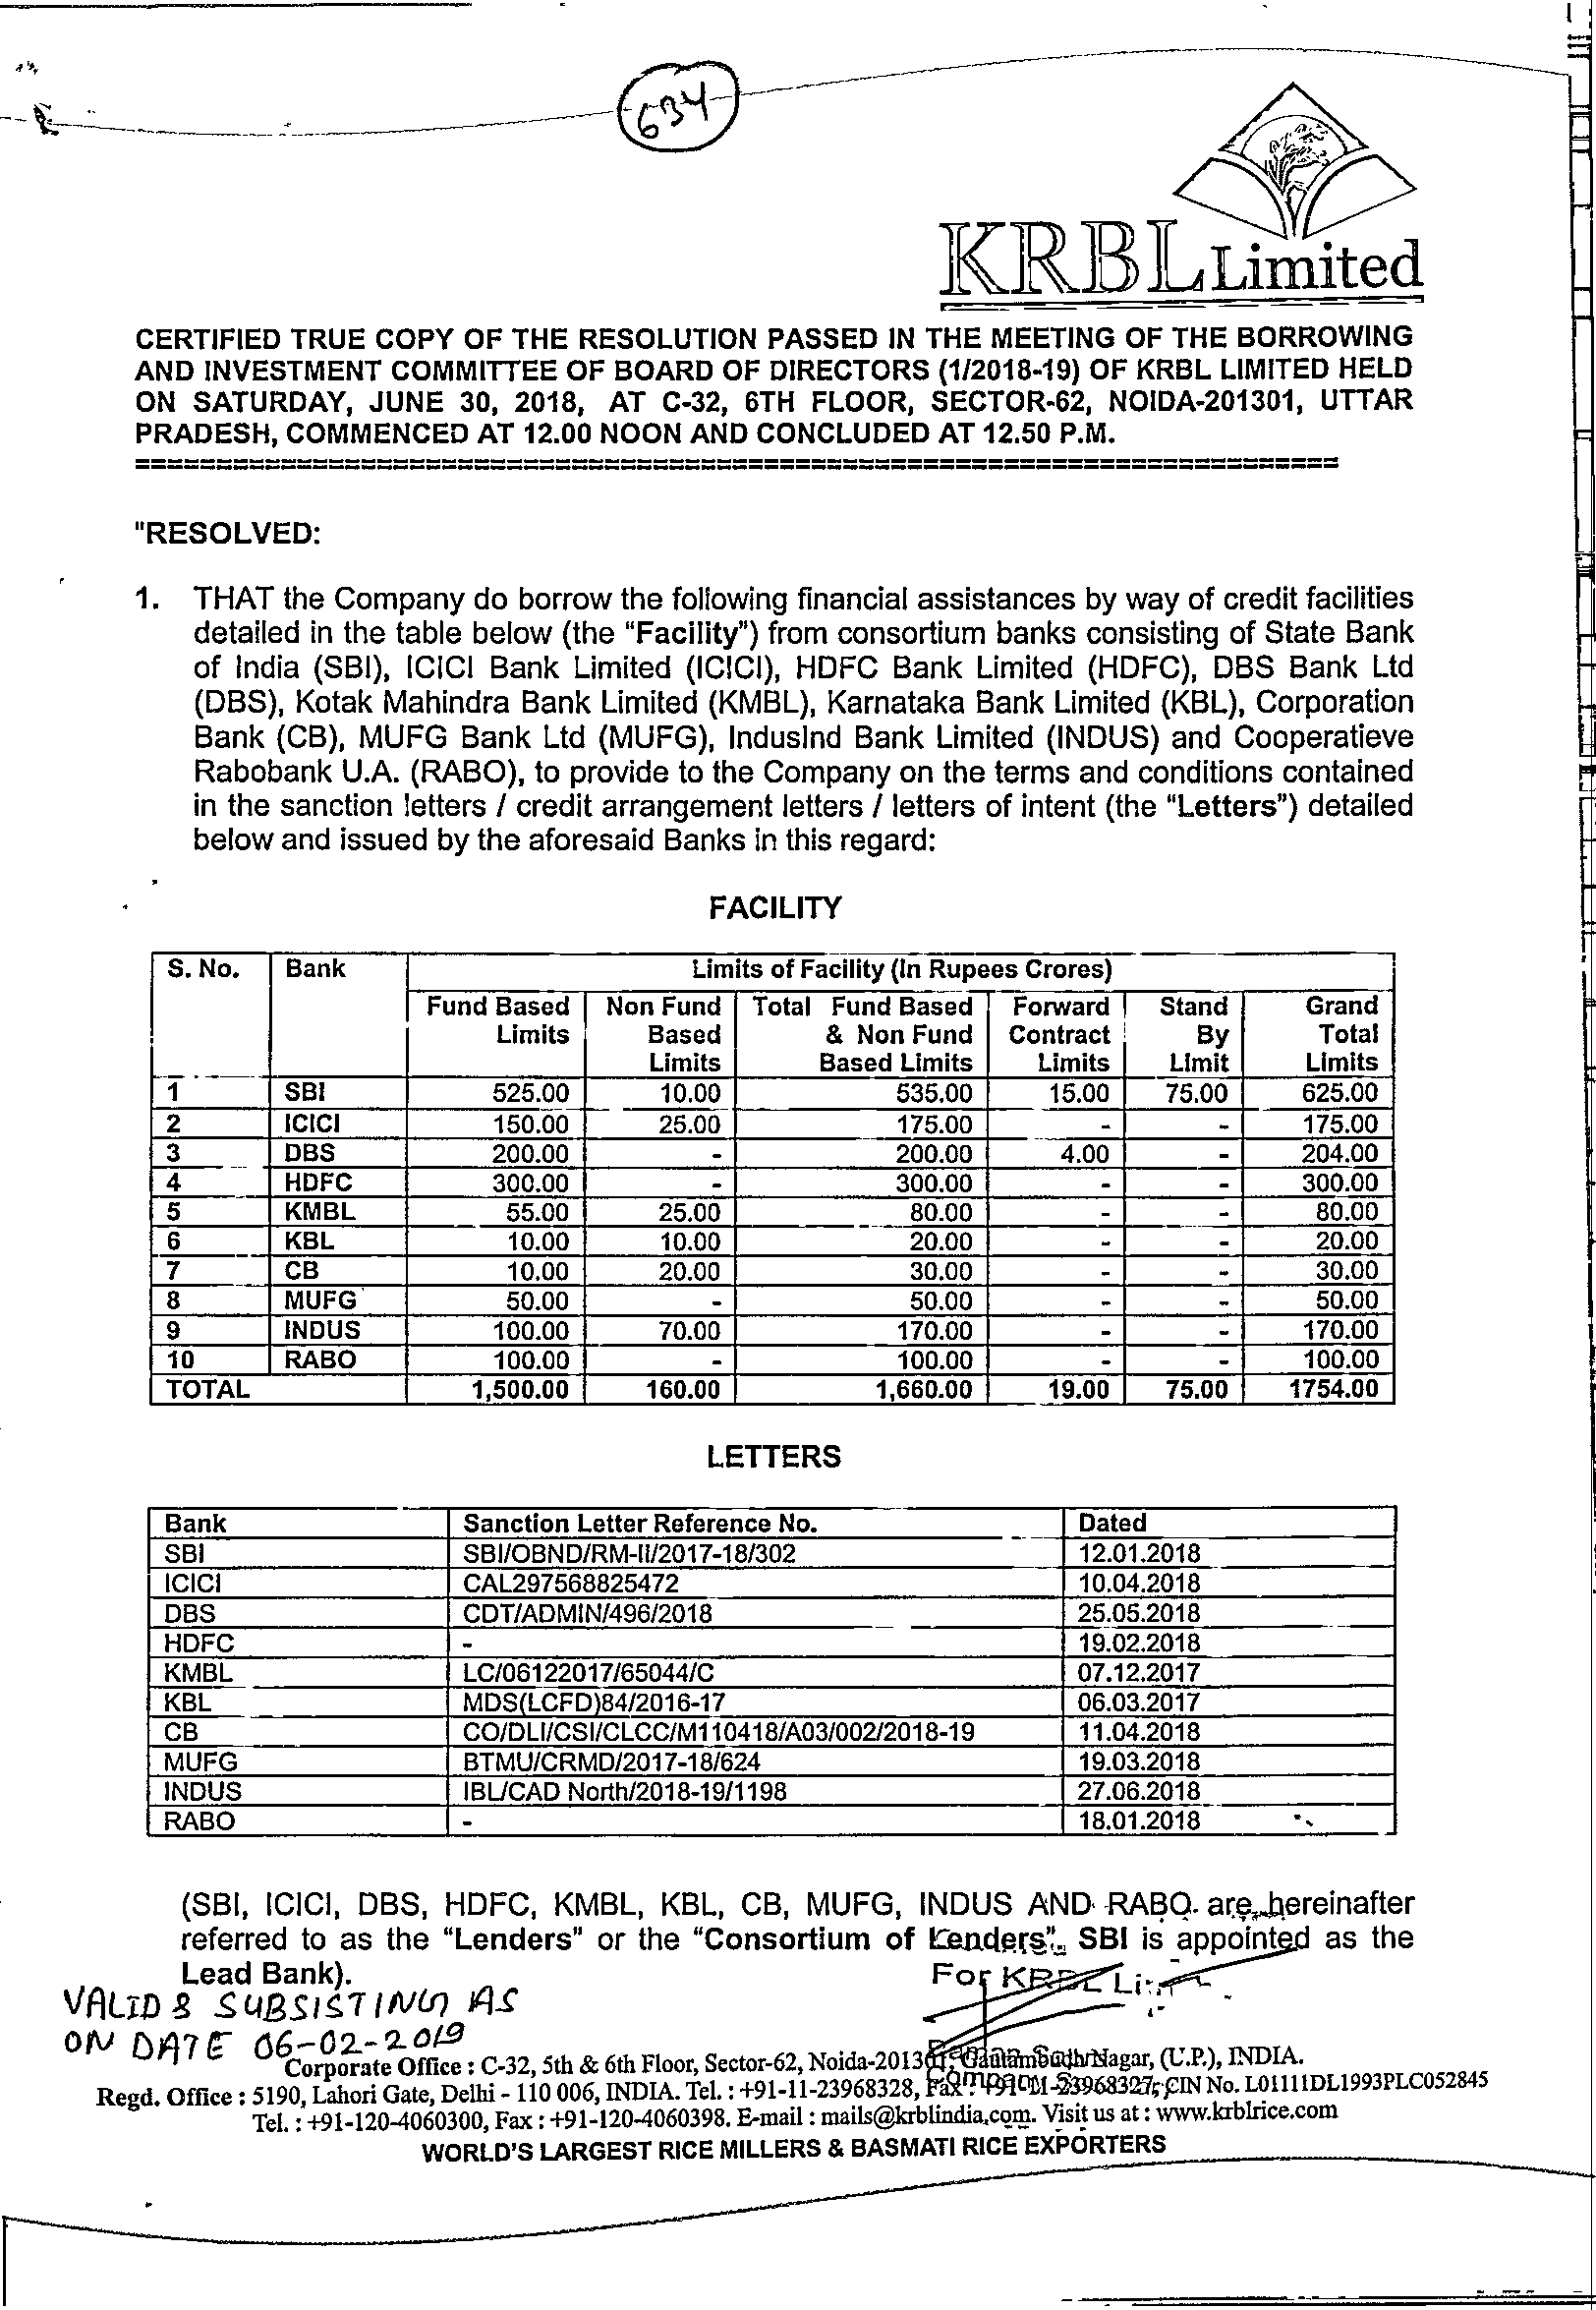 634
KRBL Limited
CERTIFIED TRUE COPY OF THE RESOLUTION PASSED IN THE MEETING OF THE BORROWING
AND INVESTMENT COMMITTEE OF BOARD OF DIRECTORS (1/2018-19) OF KRBL LIMITED HELD
ON SATURDAY, JUNE 30, 2018, AT C-32, 6TH FLOOR, SECTOR-62, NOIDA-201301, UTTAR
PRADESH, COMMENCED AT 12.00 NOON AND CONCLUDED AT 12.50 P.M.
"RESOLVED:
1. THAT the Company do borrow the following financial assistances by way of credit facilities
detailed in the table below (the "Facility") from consortium banks consisting of State Bank
of India (SBI), ICICI Bank Limited (ICICI), HDFC Bank Limited (HDFC), DBS Bank Ltd
(DBS), Kotak Mahindra Bank Limited (KMBL), Karnataka Bank Limited (KBL), Corporation
Bank (CB), MUFG Bank Ltd (MUFG), IndusInd Bank Limited (INDUS) and Cooperatieve
Rabobank U.A. (RABO), to provide to the Company on the terms and conditions contained
in the sanction letters / credit arrangement letters / letters of intent (the "Letters") detailed
below and issued by the aforesaid Banks in this regard:
FACILITY
S. No. Bank Limits of Facility (In Rupees Crores)
Fund Based Non Fund Total Fund Based Forward Stand Grand
Limits Based & Non Fund Contract By Total
Limits Based Limits Limits Limit Limits
1 SBI 525.00 10.00 535.00 15.00 75.00 625.00
2 ICICI 150.00 25.00 175.00 - - 175.00
3 DBS 200.00 - 200.00 4.00 - 204.00
4 HDFC 300.00 - 300.00 - - 300.00
5 KMBL 55.00 25.00 80.00 - - 80.00
6 KBL 10.00 10.00 20.00 - - 20.00
7 CB 10.00 20.00 30.00 - - 30.00
8 MUFG 50.00 - 50.00 - - 50.00
9 INDUS 100.00 70.00 170.00 - - 170.00
10 RABO 100.00 - 100.00 - - 100.00
TOTAL 1,500.00 160.00 1,660.00 19.00 75.00 1754.00
LETTERS
Bank Sanction Letter Reference No. Dated
SBI SBI/OBND/RM-II/2017-18/302 12.01.2018
ICICI CAL297568825472 10.04.2018
DBS CDT/ADMIN/496/2018 25.05.2018
HDFC - 19.02.2018
KMBL LC/06122017/65044/C 07.12.2017
KBL MDS(LCFD)84/2016-17 06.03.2017
CB CO/DLI/CSI/CLCC/M110418/A03/002/2018-19 11.04.2018
MUFG BTMU/CRMD/2017-18/624 19.03.2018
INDUS IBL/CAD North/2018-19/1198 27.06.2018
RABO - 18.01.2018
(SBI, ICICI, DBS, HDFC, KMBL, KBL, CB, MUFG, INDUS AND RABO are hereinafter
referred to as the "Lenders" or the "Consortium of Lenders". SBI is appointed as the
Lead Bank).
For KRBL
VALID & SUBSISTING AS
ON DATE 06-02-2019
Corporate Office : C-32, 5th & 6th Floor, Sector-62, Noida-201301, Gautam Budh Nagar, (U.P.), INDIA.
Regd. Office : 5190, Lahori Gate, Delhi - 110 006, INDIA. Tel. : +91-11-23968328, Fax : +91-11-23968327, CIN No. L01111DL1993PLC052845
Tel. : +91-120-4060300, Fax : +91-120-4060398. E-mail : mails@krblindia.com. Visit us at : www.krblrice.com
WORLD'S LARGEST RICE MILLERS & BASMATI RICE EXPORTERS